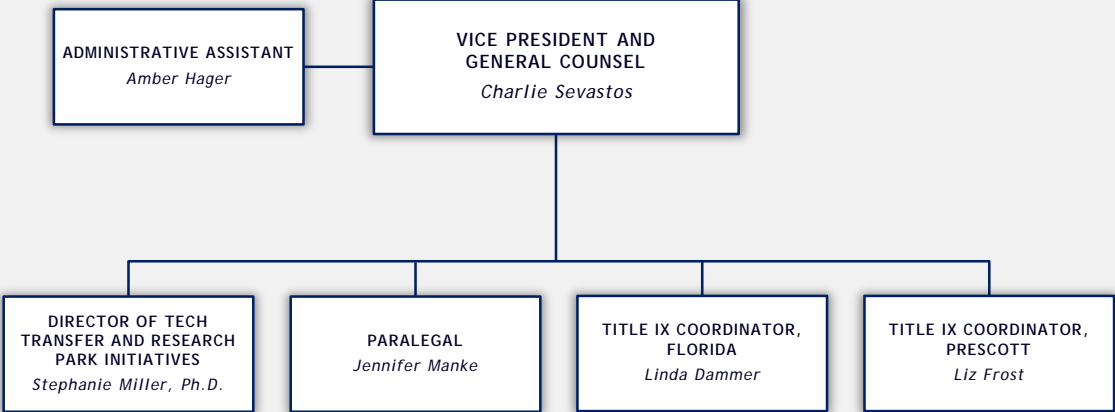 ADMINISTRATIVE ASSISTANT
Amber Hager
VICE PRESIDENT AND
GENERAL COUNSEL
Charlie Sevastos
DIRECTOR OF TECH
TRANSFER AND RESEARCH
PARK INITIATIVES
Stephanie Miller, Ph.D.
PARALEGAL
Jennifer Manke
TITLE IX COORDINATOR,
FLORIDA
Linda Dammer
TITLE IX COORDINATOR,
PRESCOTT
Liz Frost